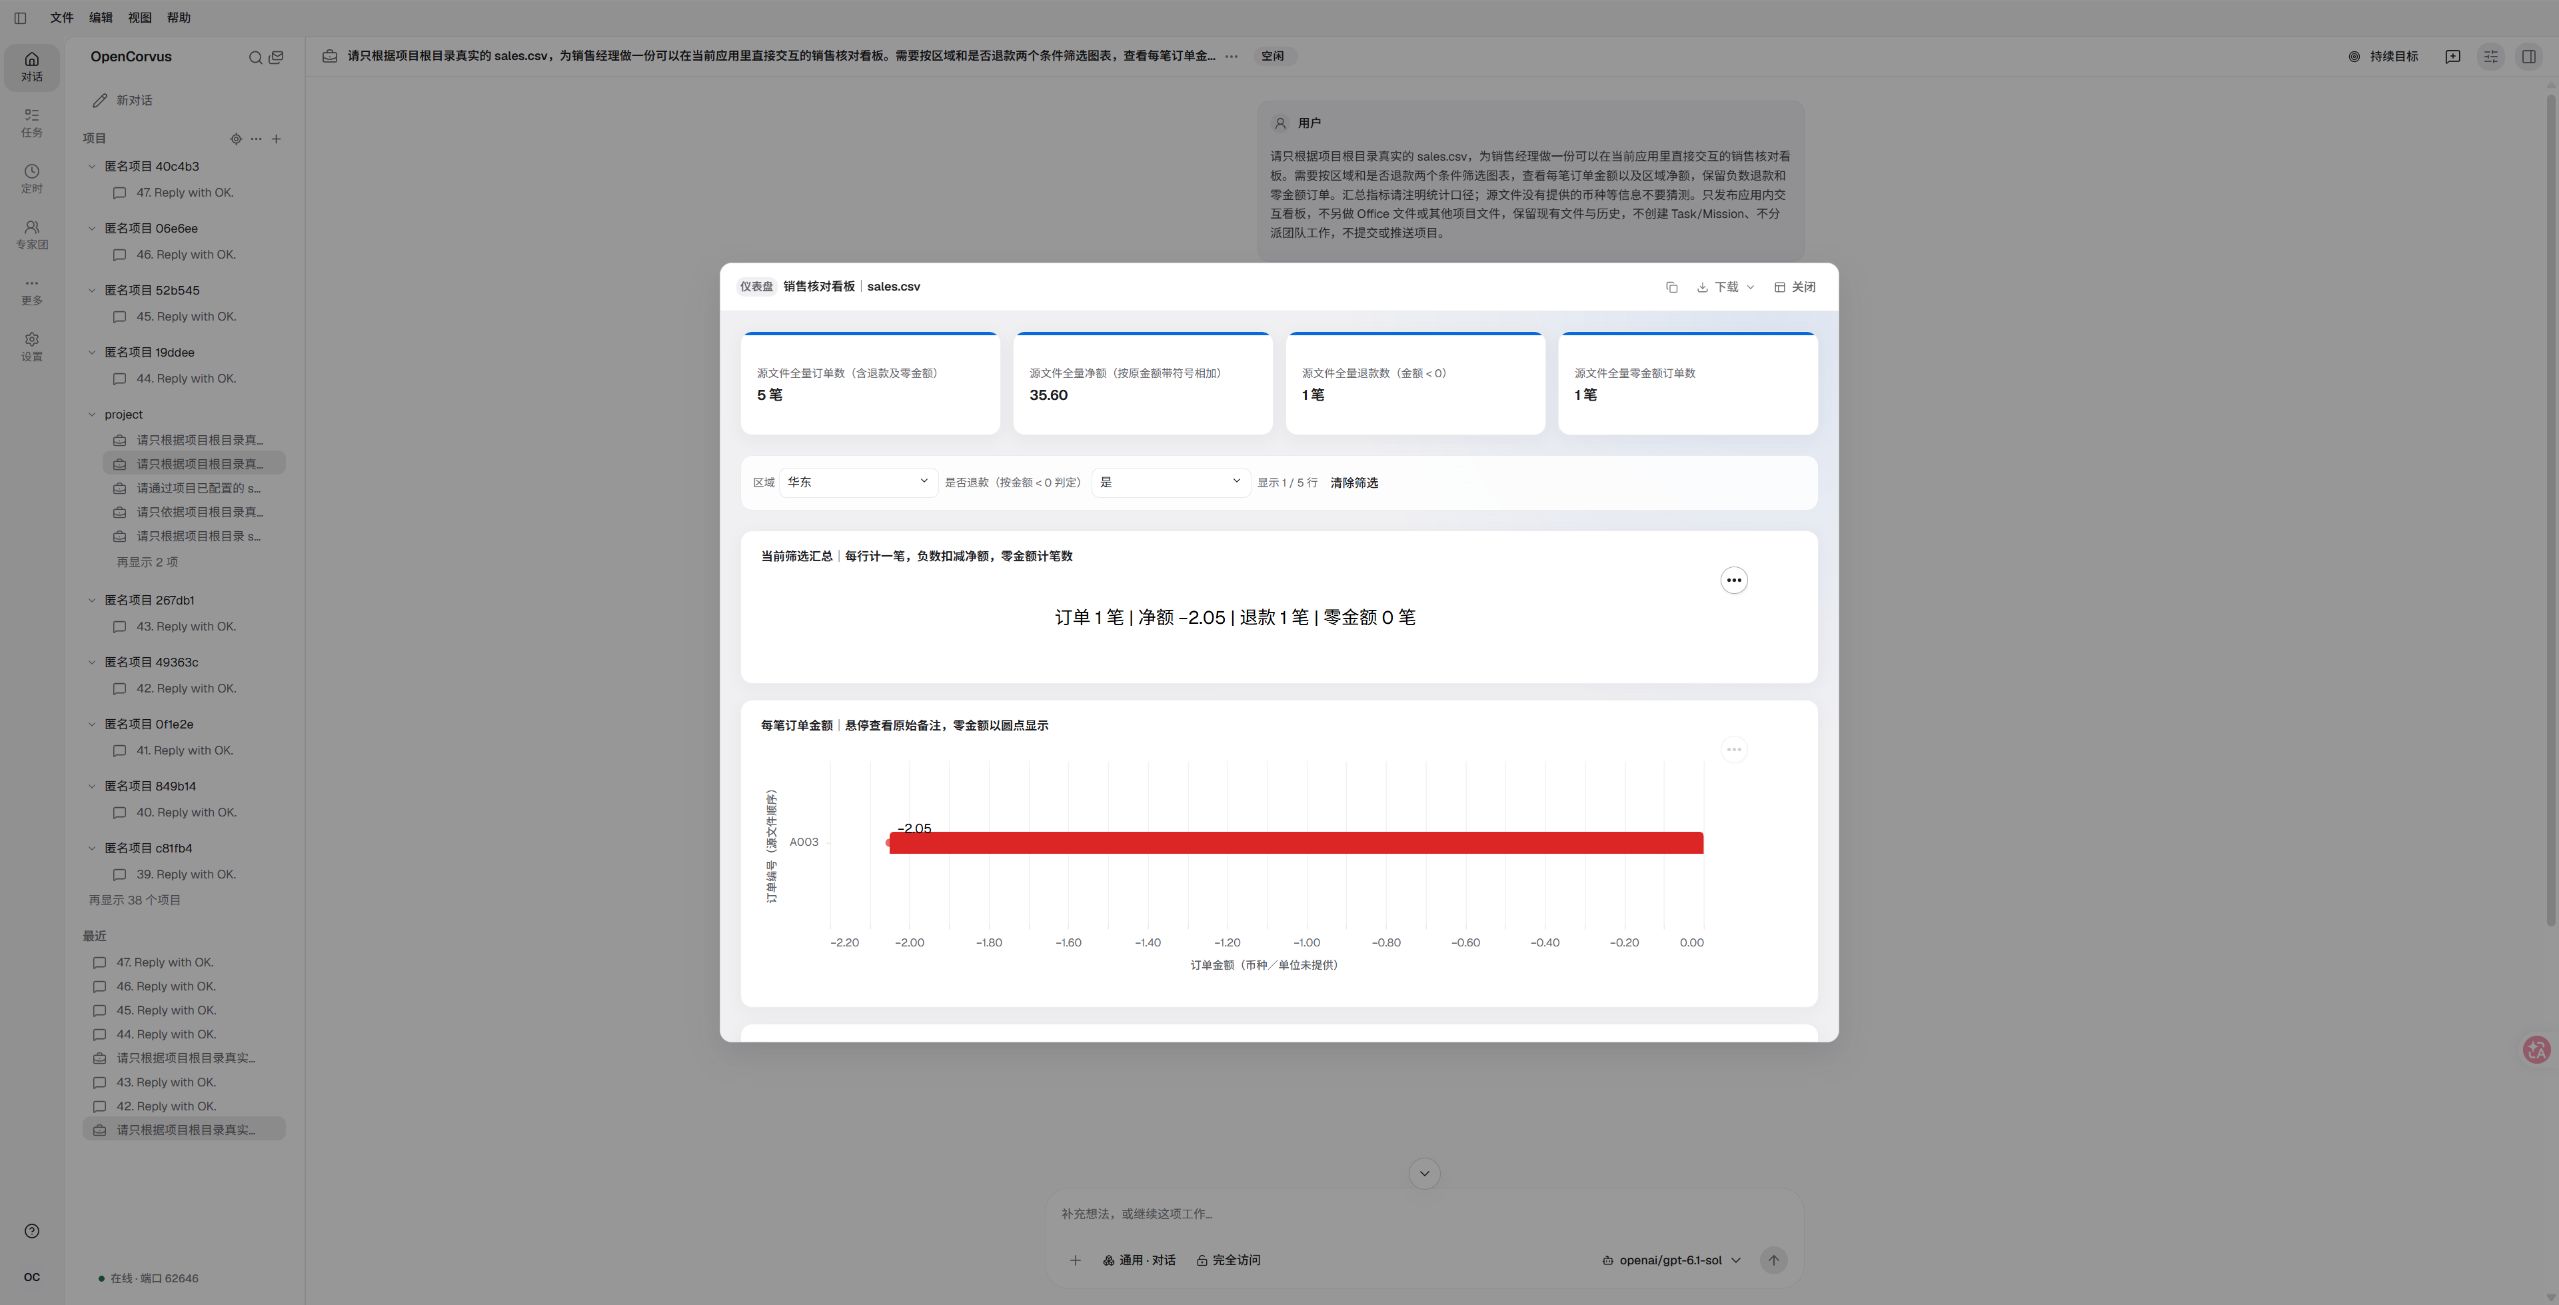 文件 编辑 视图 帮助
对话
任务
定时
专家团
更多
设置
OC
OpenCorvus
新对话
项目
匿名项目 40c4b3
47. Reply with OK.
匿名项目 06e6ee
46. Reply with OK.
匿名项目 52b545
45. Reply with OK.
匿名项目 19ddee
44. Reply with OK.
project
请只根据项目根目录真...
请只根据项目根目录真...
请通过项目已配置的 s...
请只依据项目根目录真...
请只根据项目根目录 s...
再显示 2 项
匿名项目 267db1
43. Reply with OK.
匿名项目 49363c
42. Reply with OK.
匿名项目 0f1e2e
41. Reply with OK.
匿名项目 849b14
40. Reply with OK.
匿名项目 c81fb4
39. Reply with OK.
再显示 38 个项目
最近
47. Reply with OK.
46. Reply with OK.
45. Reply with OK.
44. Reply with OK.
请只根据项目根目录真实...
43. Reply with OK.
42. Reply with OK.
请只根据项目根目录真实...
在线 · 端口 62646
请只根据项目根目录真实的 sales.csv，为销售经理做一份可以在当前应用里直接交互的销售核对看板。需要按区域和是否退款两个条件筛选图表，查看每笔订单金... 空闲
持续目标
用户
请只根据项目根目录真实的 sales.csv，为销售经理做一份可以在当前应用里直接交互的销售核对看
板。需要按区域和是否退款两个条件筛选图表，查看每笔订单金额以及区域净额，保留负数退款和
零金额订单。汇总指标请注明统计口径；源文件没有提供的币种等信息不要猜测。只发布应用内交
互看板，不另做 Office 文件或其他项目文件，保留现有文件与历史，不创建 Task/Mission、不分
派团队工作，不提交或推送项目。
仪表盘 销售核对看板｜sales.csv
下载 关闭
源文件全量订单数（含退款及零金额）
5 笔
源文件全量净额（按原金额带符号相加）
35.60
源文件全量退款数（金额 < 0）
1 笔
源文件全量零金额订单数
1 笔
区域 华东 是否退款（按金额 < 0 判定） 是 显示 1 / 5 行 清除筛选
当前筛选汇总｜每行计一笔，负数扣减净额，零金额计笔数
订单 1 笔 | 净额 −2.05 | 退款 1 笔 | 零金额 0 笔
每笔订单金额｜悬停查看原始备注，零金额以圆点显示
订单编号（源文件顺序）
A003
−2.05
−2.20 −2.00 −1.80 −1.60 −1.40 −1.20 −1.00 −0.80 −0.60 −0.40 −0.20 0.00
订单金额（币种／单位未提供）
补充想法，或继续这项工作...
通用 · 对话 完全访问
openai/gpt-6.1-sol